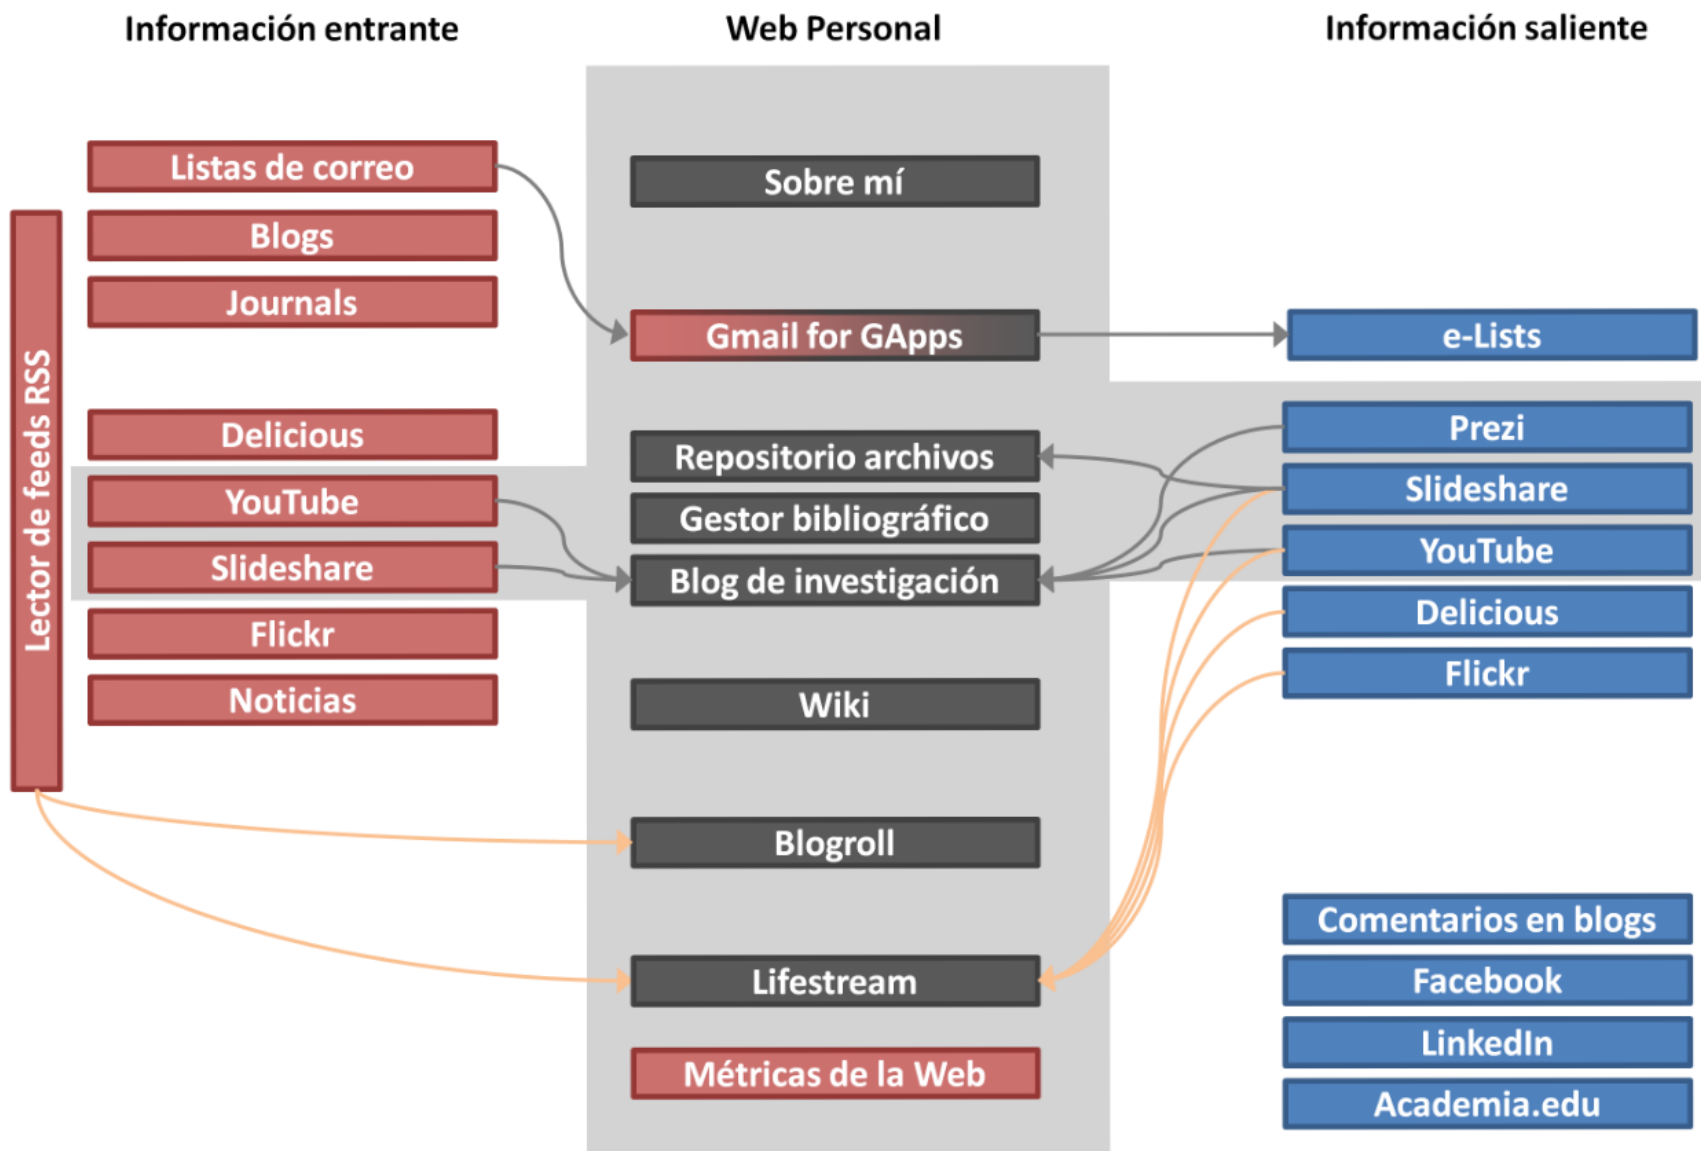 Información entrante
Web Personal
Información saliente
Lector de feeds RSS
Listas de correo
Blogs
Journals
Delicious
YouTube
Slideshare
Flickr
Noticias
Sobre mí
Gmail for GApps
Repositorio archivos
Gestor bibliográfico
Blog de investigación
Wiki
Blogroll
Lifestream
Métricas de la Web
e-Lists
Prezi
Slideshare
YouTube
Delicious
Flickr
Comentarios en blogs
Facebook
LinkedIn
Academia.edu